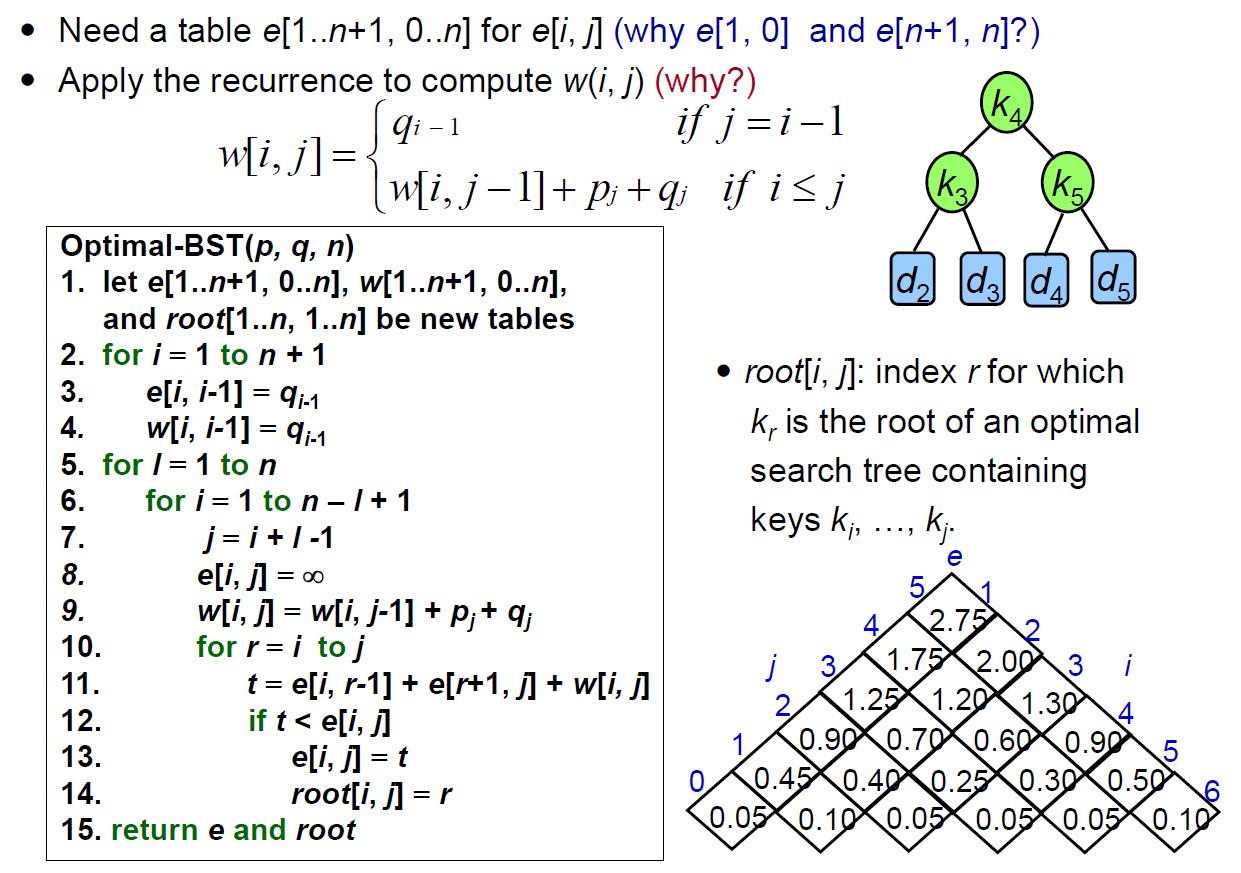 • Need a table e[1..n+1, 0..n] for e[i, j] (why e[1, 0] and e[n+1, n]?)
• Apply the recurrence to compute w(i, j) (why?)
w[i, j] = { q_{i-1} if j = i-1
w[i, j-1] + p_j + q_j if i ≤ j
k_4
k_3 k_5
d_2 d_3 d_4 d_5
Optimal-BST(p, q, n)
1. let e[1..n+1, 0..n], w[1..n+1, 0..n],
and root[1..n, 1..n] be new tables
2. for i = 1 to n + 1
3. e[i, i-1] = q_{i-1}
4. w[i, i-1] = q_{i-1}
5. for l = 1 to n
6. for i = 1 to n – l + 1
7. j = i + l -1
8. e[i, j] = ∞
9. w[i, j] = w[i, j-1] + p_j + q_j
10. for r = i to j
11. t = e[i, r-1] + e[r+1, j] + w[i, j]
12. if t < e[i, j]
13. e[i, j] = t
14. root[i, j] = r
15. return e and root
• root[i, j]: index r for which
k_r is the root of an optimal
search tree containing
keys k_i, …, k_j.
e
5 1
2.75
4 2
1.75 2.00
j 3 3 i
1.25 1.20 1.30
2 4
0.90 0.70 0.60 0.90
1 5
0.45 0.40 0.25 0.30 0.50
0 6
0.05 0.10 0.05 0.05 0.05 0.10